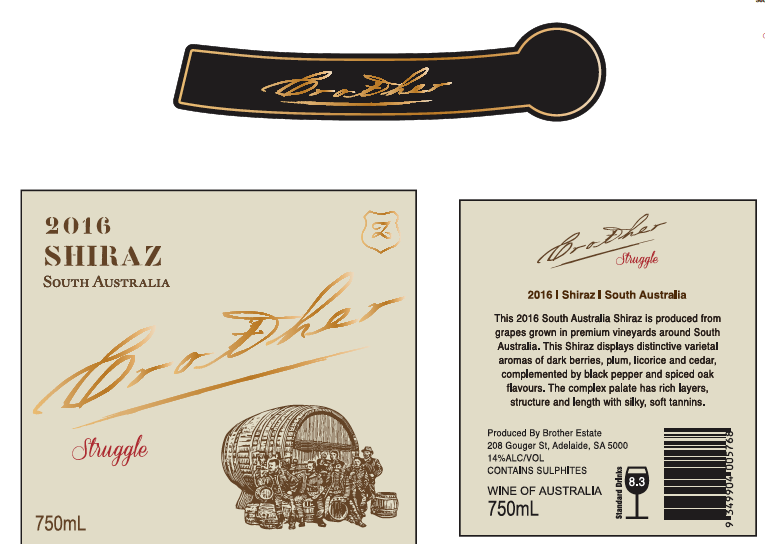 Brother
2016
SHIRAZ
SOUTH AUSTRALIA
Z
Brother
Struggle
750mL
Brother
Struggle
2016 I Shiraz I South Australia
This 2016 South Australia Shiraz is produced from
grapes grown in premium vineyards around South
Australia. This Shiraz displays distinctive varietal
aromas of dark berries, plum, licorice and cedar,
complemented by black pepper and spiced oak
flavours. The complex palate has rich layers,
structure and length with silky, soft tannins.
Produced By Brother Estate
208 Gouger St, Adelaide, SA 5000
14%ALC/VOL
CONTAINS SULPHITES
WINE OF AUSTRALIA
750mL
Standard Drinks
8.3
9 349904 005768